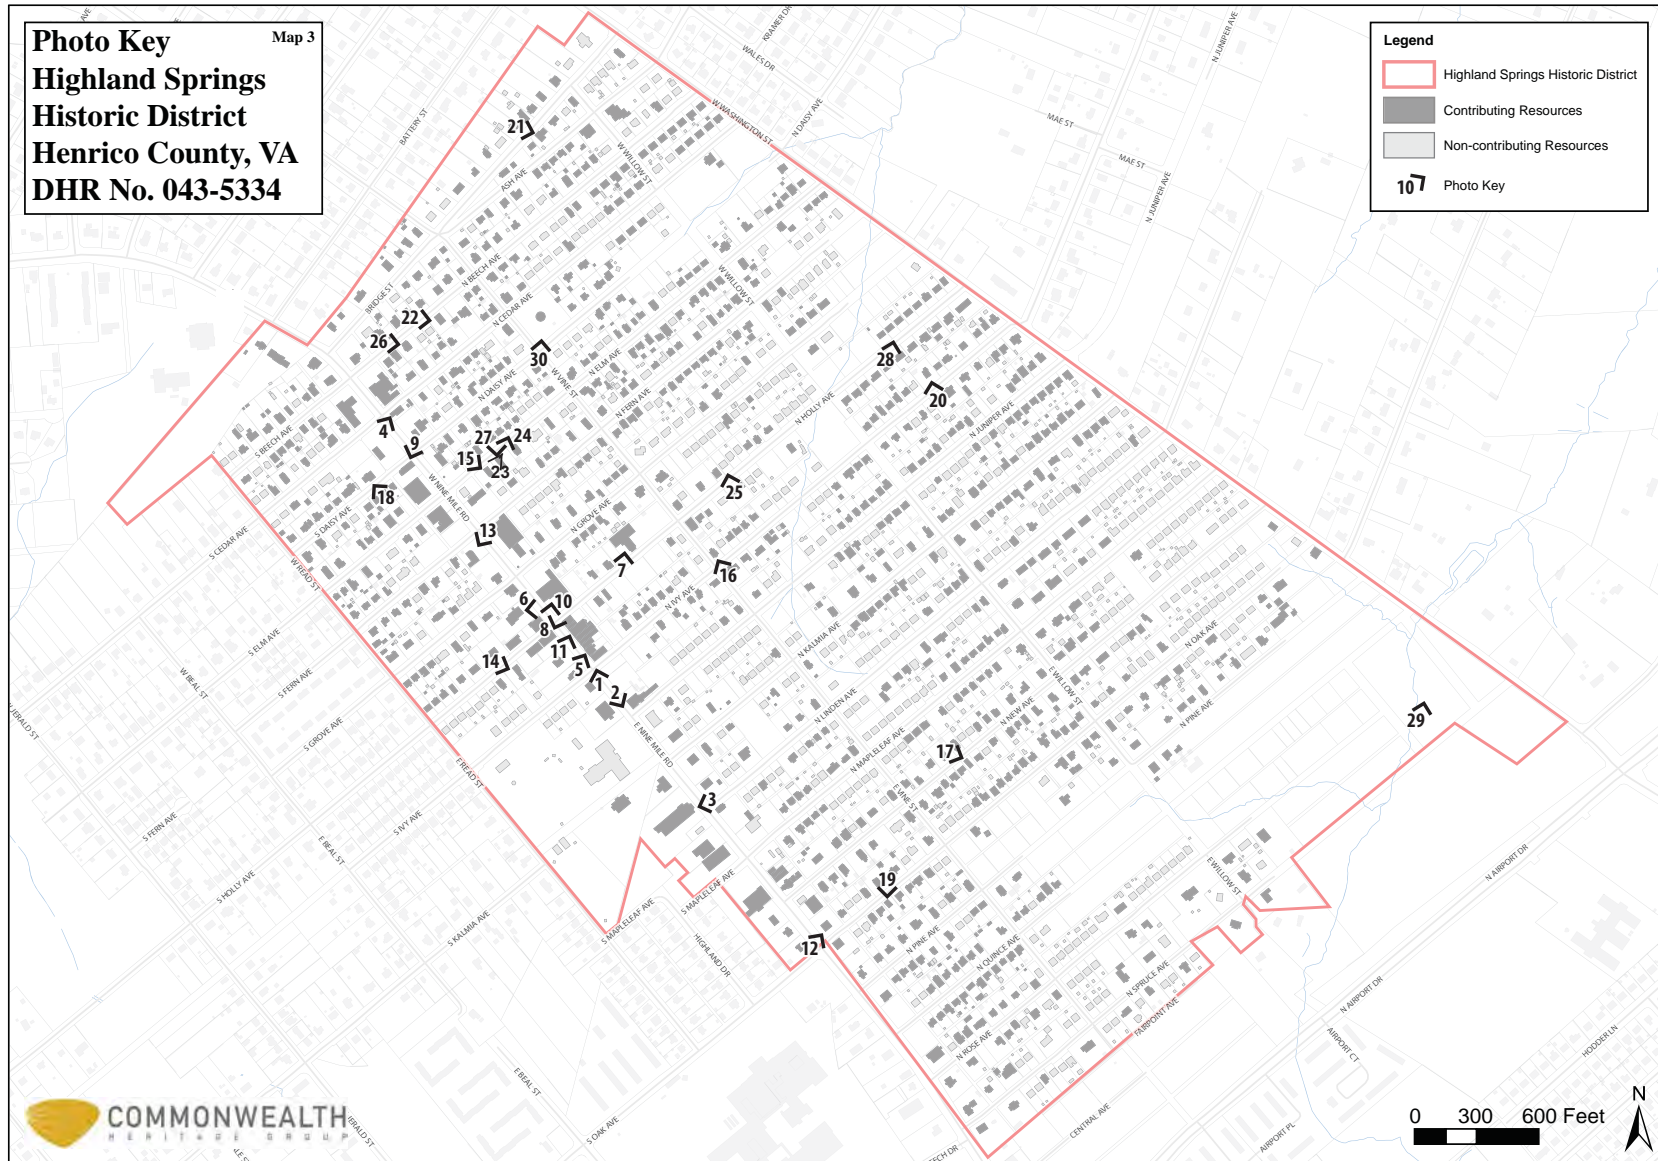 Photo Key
Map 3
Highland Springs
Historic District
Henrico County, VA
DHR No. 043-5334
Legend
Highland Springs Historic District
Contributing Resources
Non-contributing Resources
10
Photo Key
KRAMER DR
WALES DR
N JUNIPER AVE
BATTERY ST
W WASHINGTON ST
N DAISY AVE
MAE ST
MAE ST
N JUNIPER AVE
21
W WILLOW ST
ASH AVE
N BEECH AVE
W WILLOW ST
BRIDGE ST
N CEDAR AVE
22
26
30
N ELM AVE
28
N DAISY AVE
W VINE ST
N FERN AVE
20
N HOLLY AVE
N JUNIPER AVE
4
9
27
24
S BEECH AVE
15
23
25
18
W NINE MILE RD
S DAISY AVE
N GROVE AVE
13
S CEDAR AVE
W READ ST
7
16
N IVY AVE
6
10
8
11
S ELM AVE
N KALMIA AVE
N OAK AVE
14
5
1
2
W BEAL ST
S FERN AVE
E WILLOW ST
N LINDEN AVE
N NEW AVE
N PINE AVE
29
S GROVE AVE
E NINE MILE RD
N MAPLELEAF AVE
17
E READ ST
E VINE ST
3
S FERN AVE
S IVY AVE
E BEAL ST
N AIRPORT DR
19
S HOLLY AVE
S MAPLELEAF AVE
S MAPLELEAF AVE
E WILLOW ST
S KALMIA AVE
HIGHLAND DR
12
N PINE AVE
N QUINCE AVE
N SPRUCE AVE
N AIRPORT DR
FAIRPOINT AVE
N ROSE AVE
AIRPORT CT
HODDER LN
E BEAL ST
S OAK AVE
CENTRAL AVE
AIRPORT PL
COMMONWEALTH
HERITAGE GROUP
0 300 600 Feet
N